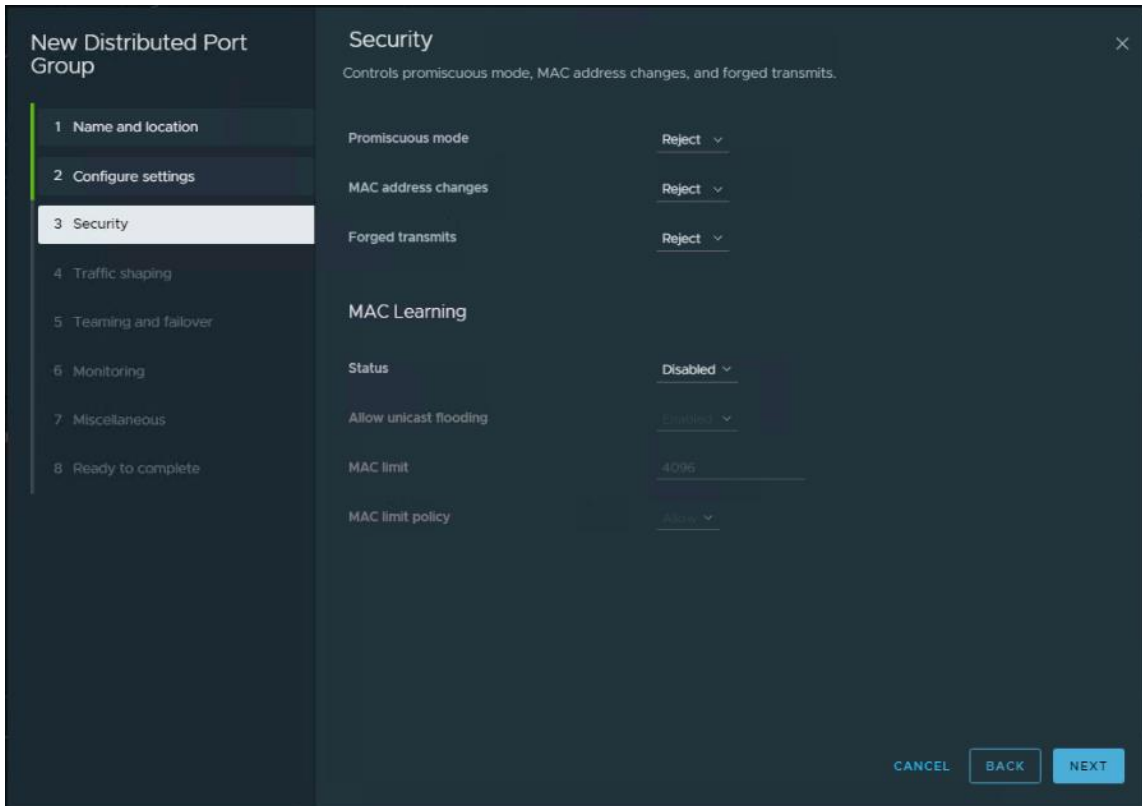 New Distributed Port
Group
1 Name and location
2 Configure settings
3 Security
4 Traffic shaping
5 Teaming and failover
6 Monitoring
7 Miscellaneous
8 Ready to complete
Security
Controls promiscuous mode, MAC address changes, and forged transmits.
Promiscuous mode Reject
MAC address changes Reject
Forged transmits Reject
MAC Learning
Status Disabled
Allow unicast flooding Enabled
MAC limit 4096
MAC limit policy Allow
CANCEL BACK NEXT